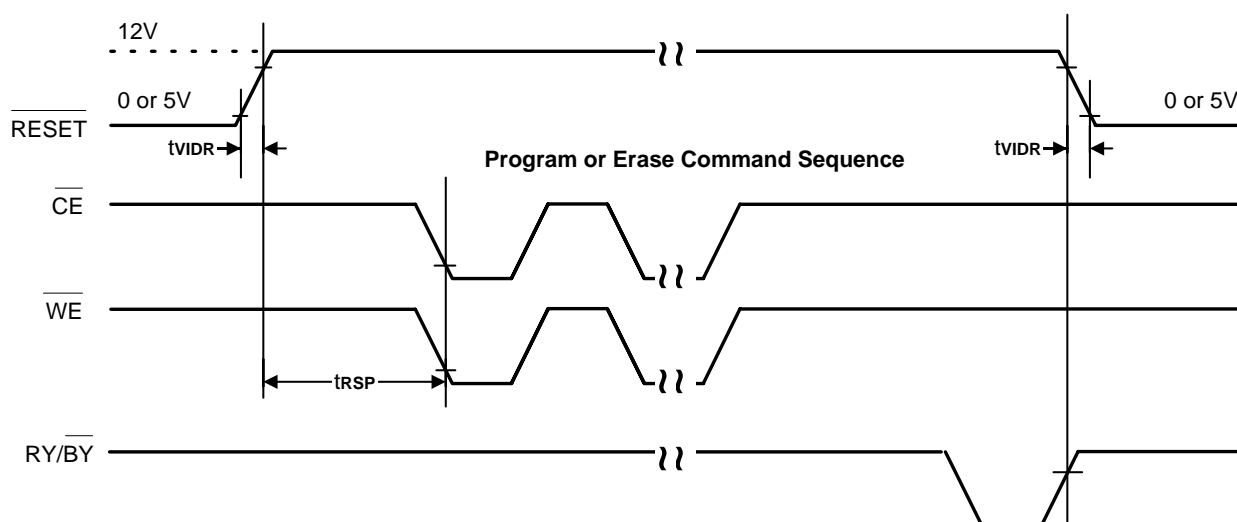 12V
0 or 5V
0 or 5V
RESET
tVIDR
tVIDR
Program or Erase Command Sequence
CE
WE
tRSP
RY/BY